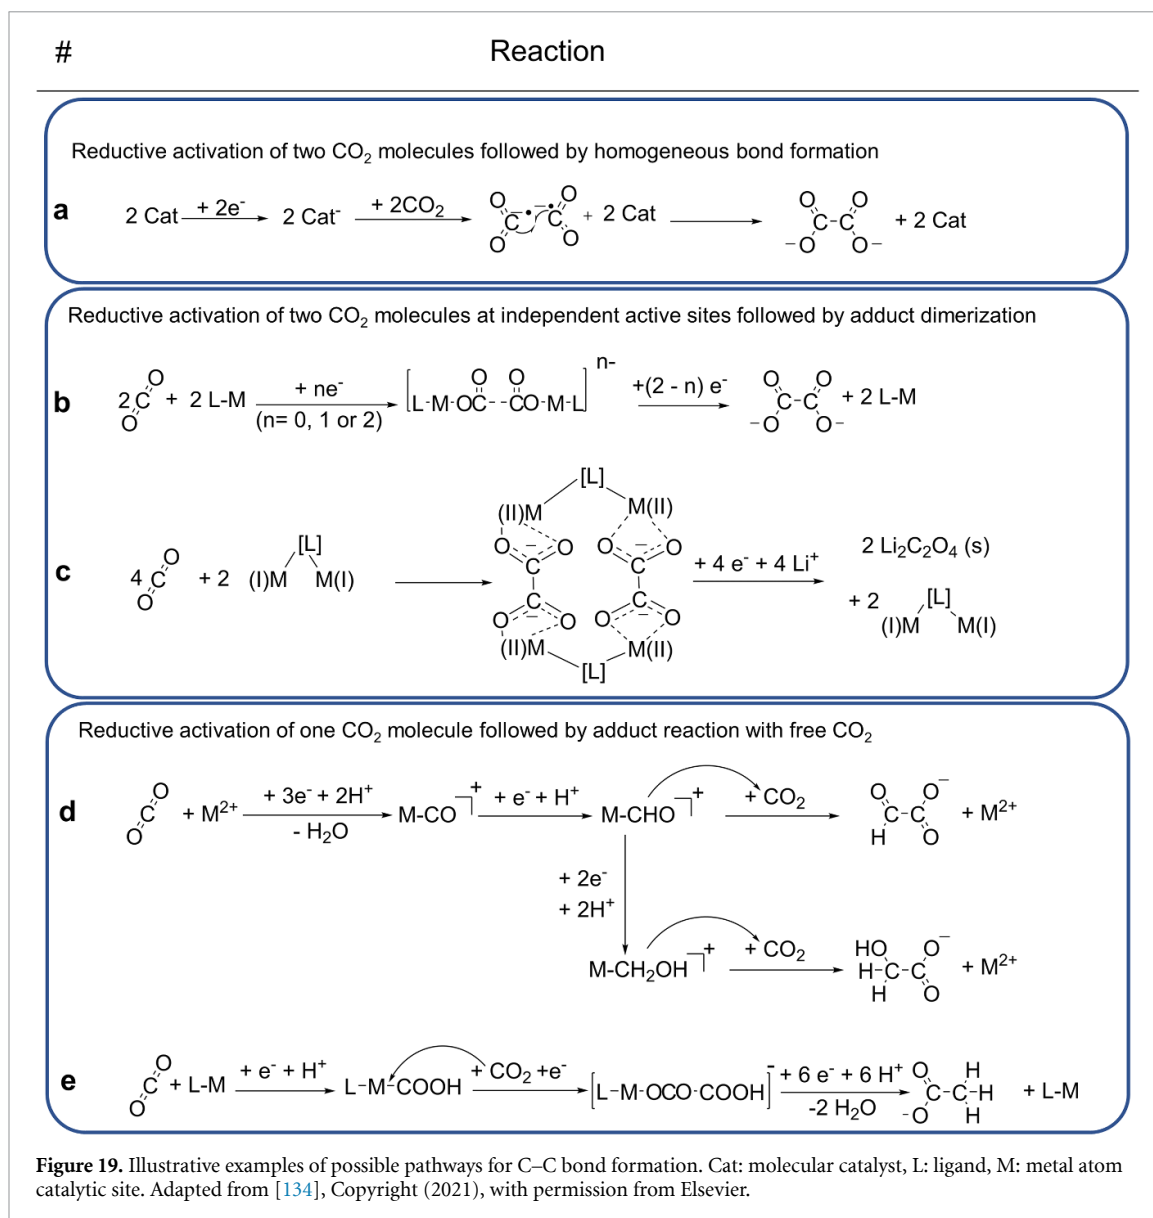 # Reaction
Reductive activation of two CO₂ molecules followed by homogeneous bond formation
a 2 Cat + 2e⁻ 2 Cat⁻ + 2CO₂ O C O •– –• O C O + 2 Cat O O C-C ⁻O O⁻ + 2 Cat
Reductive activation of two CO₂ molecules at independent active sites followed by adduct dimerization
b 2 O C O + 2 L-M + ne⁻ (n= 0, 1 or 2) [L-M-OC--CO-M-L]ⁿ⁻ O O +(2 - n) e⁻ O O C-C ⁻O O⁻ + 2 L-M
[L]
(II)M M(II)
c 4 O C O + 2 (I)M [L] M(I) O O O O C C C C O O O O + 4 e⁻ + 4 Li⁺ 2 Li₂C₂O₄ (s)
+ 2 (I)M [L] M(I)
(II)M M(II)
[L]
Reductive activation of one CO₂ molecule followed by adduct reaction with free CO₂
d O C O + M²⁺ + 3e⁻ + 2H⁺ - H₂O M-CO ⁺ + e⁻ + H⁺ M-CHO ⁺ + CO₂ O O⁻ C-C H O + M²⁺
+ 2e⁻
+ 2H⁺
M-CH₂OH ⁺ + CO₂ HO O⁻ H-C-C H O + M²⁺
e O C O + L-M + e⁻ + H⁺ L-M-COOH + CO₂ +e⁻ [L-M-OCO-COOH]⁻ + 6 e⁻ + 6 H⁺ -2 H₂O O H C-C-H ⁻O H + L-M
Figure 19. Illustrative examples of possible pathways for C–C bond formation. Cat: molecular catalyst, L: ligand, M: metal atom
catalytic site. Adapted from [134], Copyright (2021), with permission from Elsevier.